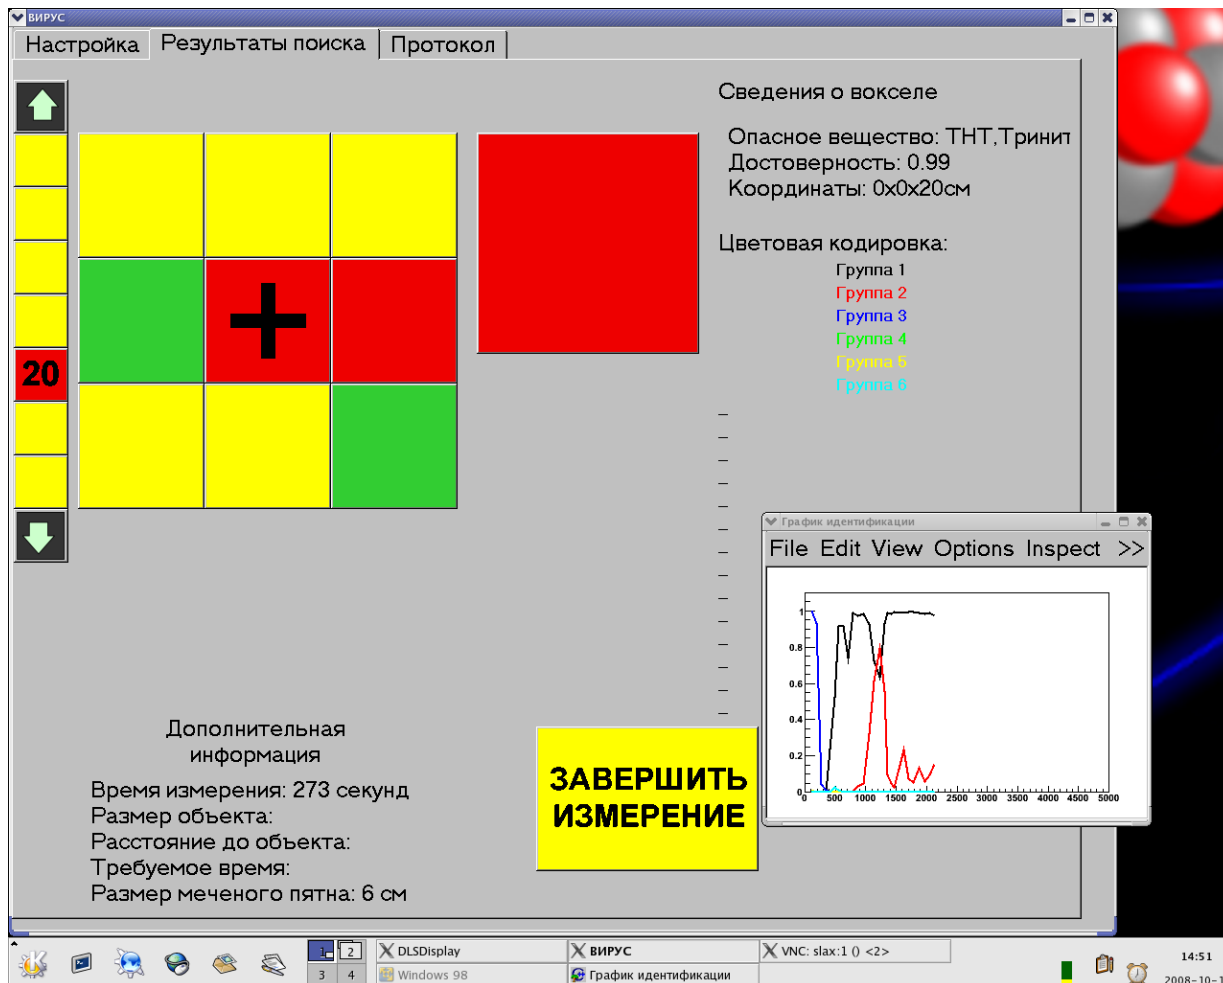 ВИРУС
Настройка
Результаты поиска
Протокол
Сведения о вокселе
Опасное вещество: ТНТ,Тринит
Достоверность: 0.99
Координаты: 0x0x20см
Цветовая кодировка:
Группа 1
Группа 2
Группа 3
Группа 4
Группа 5
Группа 6
20
График идентификации
File Edit View Options Inspect >>
1
0.8
0.6
0.4
0.2
0
0 500 1000 1500 2000 2500 3000 3500 4000 4500 5000
Дополнительная
информация
Время измерения: 273 секунд
Размер объекта:
Расстояние до объекта:
Требуемое время:
Размер меченого пятна: 6 см
ЗАВЕРШИТЬ
ИЗМЕРЕНИЕ
1 2
3 4
DLSDisplay
ВИРУС
VNC: slax:1 () <2>
Windows 98
График идентификации
14:51
2008-10-1